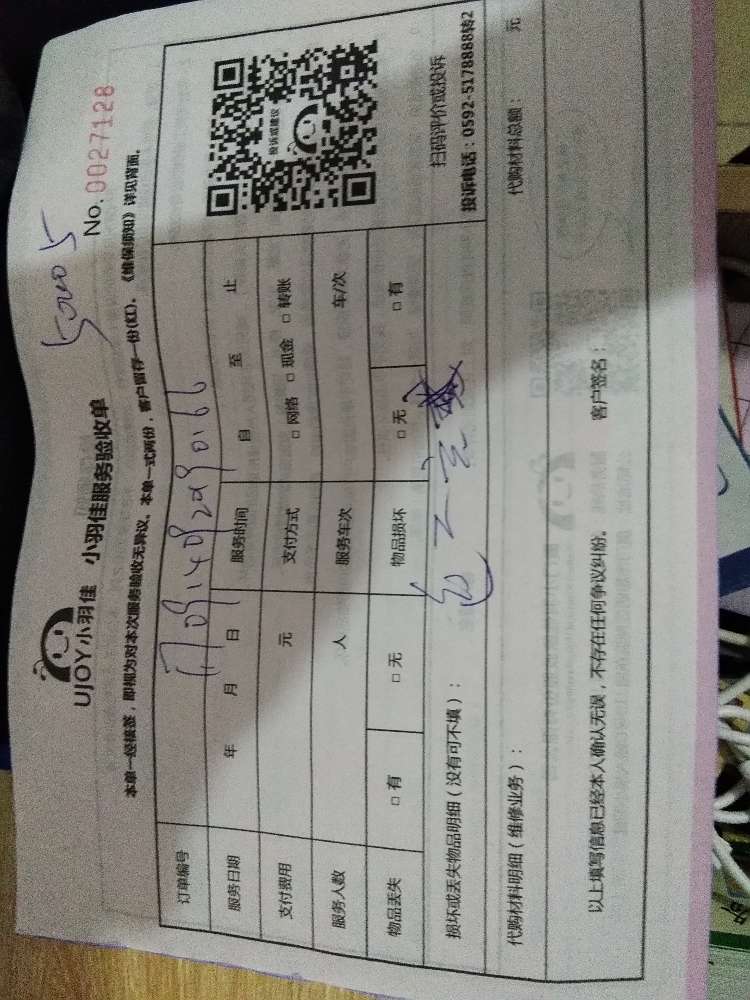 UJOY小羽佳 小羽佳服务验收单
No.0027128
本单一经核签，即视为对本次服务验收无异议。本单一式两份，客户留存一份(红)。《维保须知》详见背面。
订单编号
服务日期 年 月 日 服务时间 自 至 止
支付费用 元 支付方式 □ 网络 □ 现金 □ 转账
服务人数 人 服务车次 车/次
物品丢失 □ 有 □ 无 物品损坏 □ 无 □ 有
投诉或建议
扫码评价或投诉
投诉电话：0592-5178888转2
损坏或丢失物品明细（没有可不填）：
代购材料明细（维修业务）： 代购材料总额： 元
以上填写信息已经本人确认无误，不存在任何争议纠纷。 客户签名：